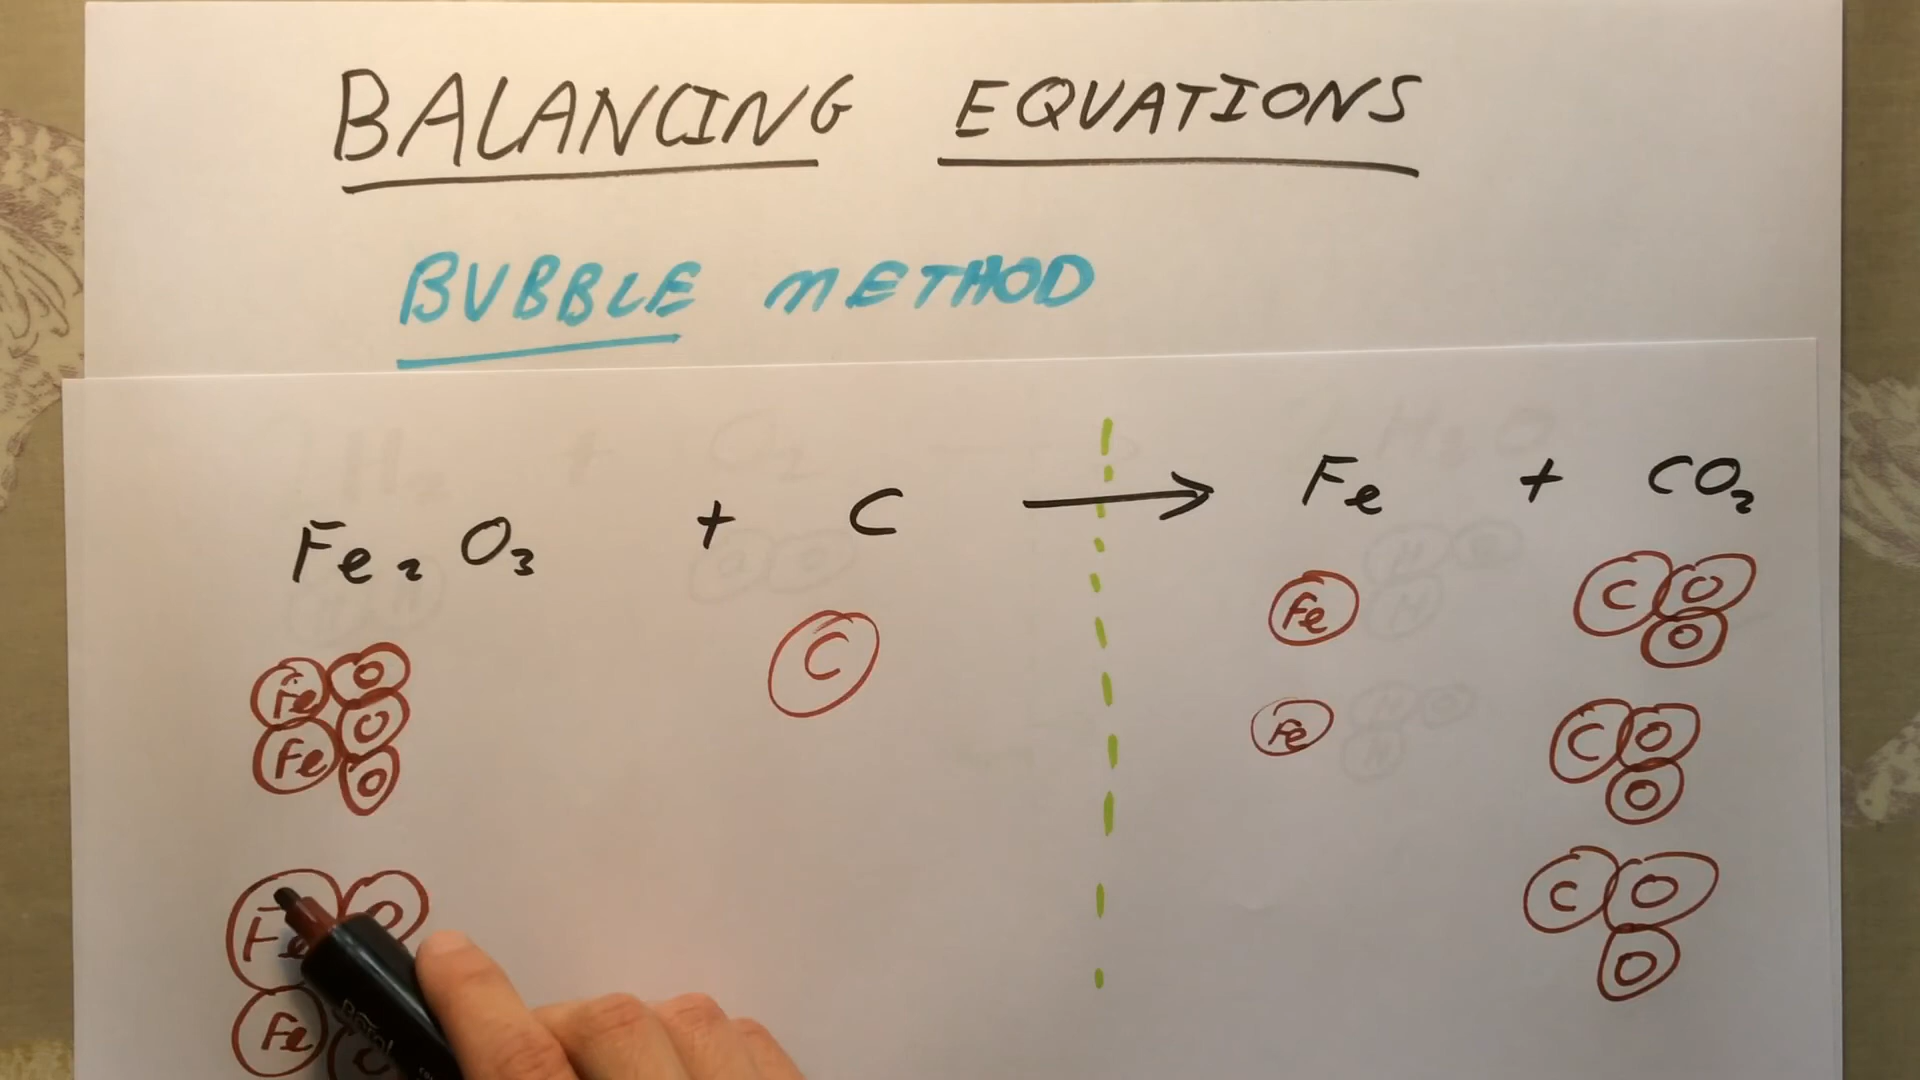 BALANCING EQUATIONS
BUBBLE METHOD
Fe₂O₃ + C → Fe + CO₂
Fe O C Fe C O
O O
Fe O Fe C O
O O
Fe O C O
Fe O